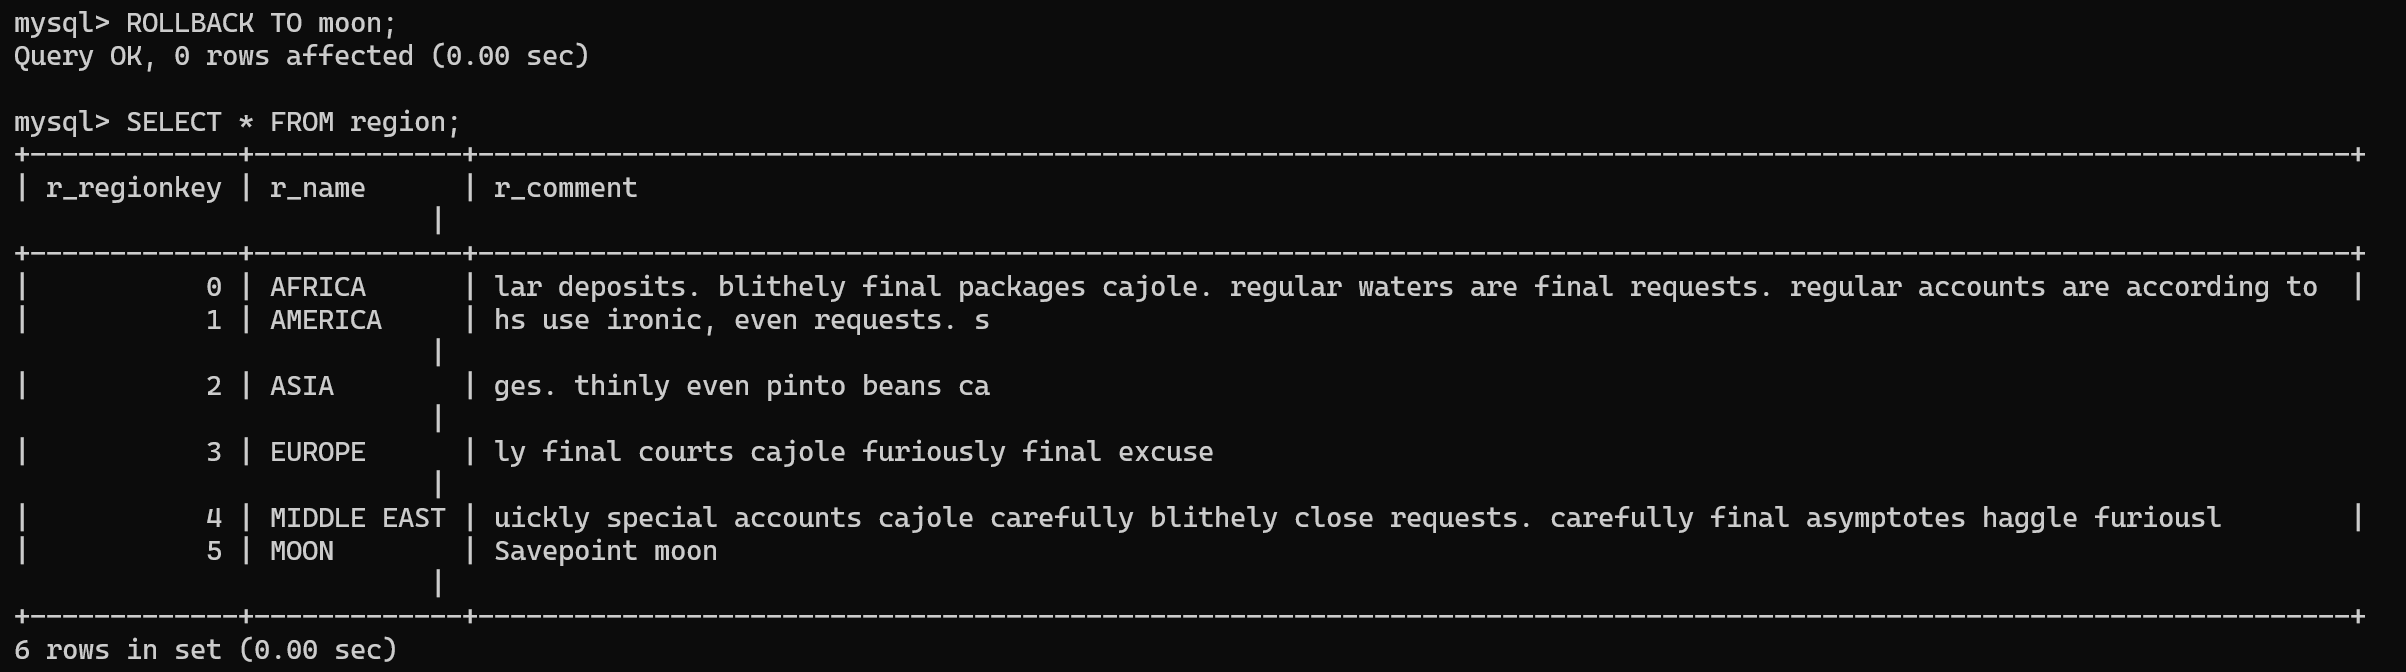 mysql> ROLLBACK TO moon;
Query OK, 0 rows affected (0.00 sec)
mysql> SELECT * FROM region;
+-------------+-------------+---------------------------------------------------------------------------------------------------------------------+
| r_regionkey | r_name      | r_comment
                          |
+-------------+-------------+---------------------------------------------------------------------------------------------------------------------+
|           0 | AFRICA      | lar deposits. blithely final packages cajole. regular waters are final requests. regular accounts are according to  |
|           1 | AMERICA     | hs use ironic, even requests. s
                          |
|           2 | ASIA        | ges. thinly even pinto beans ca
                          |
|           3 | EUROPE      | ly final courts cajole furiously final excuse
                          |
|           4 | MIDDLE EAST | uickly special accounts cajole carefully blithely close requests. carefully final asymptotes haggle furiousl        |
|           5 | MOON        | Savepoint moon
                          |
+-------------+-------------+---------------------------------------------------------------------------------------------------------------------+
6 rows in set (0.00 sec)